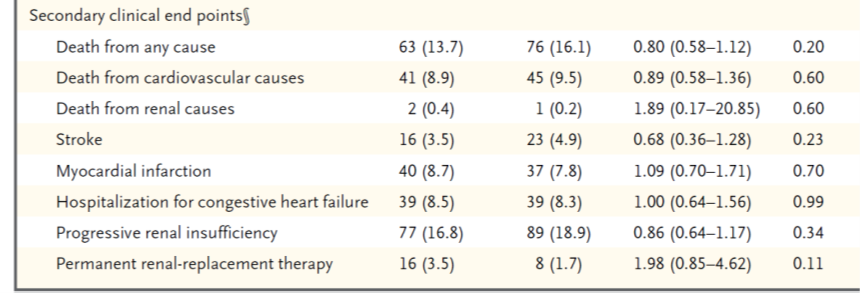 Secondary clinical end points§
Death from any cause 63 (13.7) 76 (16.1) 0.80 (0.58–1.12) 0.20
Death from cardiovascular causes 41 (8.9) 45 (9.5) 0.89 (0.58–1.36) 0.60
Death from renal causes 2 (0.4) 1 (0.2) 1.89 (0.17–20.85) 0.60
Stroke 16 (3.5) 23 (4.9) 0.68 (0.36–1.28) 0.23
Myocardial infarction 40 (8.7) 37 (7.8) 1.09 (0.70–1.71) 0.70
Hospitalization for congestive heart failure 39 (8.5) 39 (8.3) 1.00 (0.64–1.56) 0.99
Progressive renal insufficiency 77 (16.8) 89 (18.9) 0.86 (0.64–1.17) 0.34
Permanent renal-replacement therapy 16 (3.5) 8 (1.7) 1.98 (0.85–4.62) 0.11